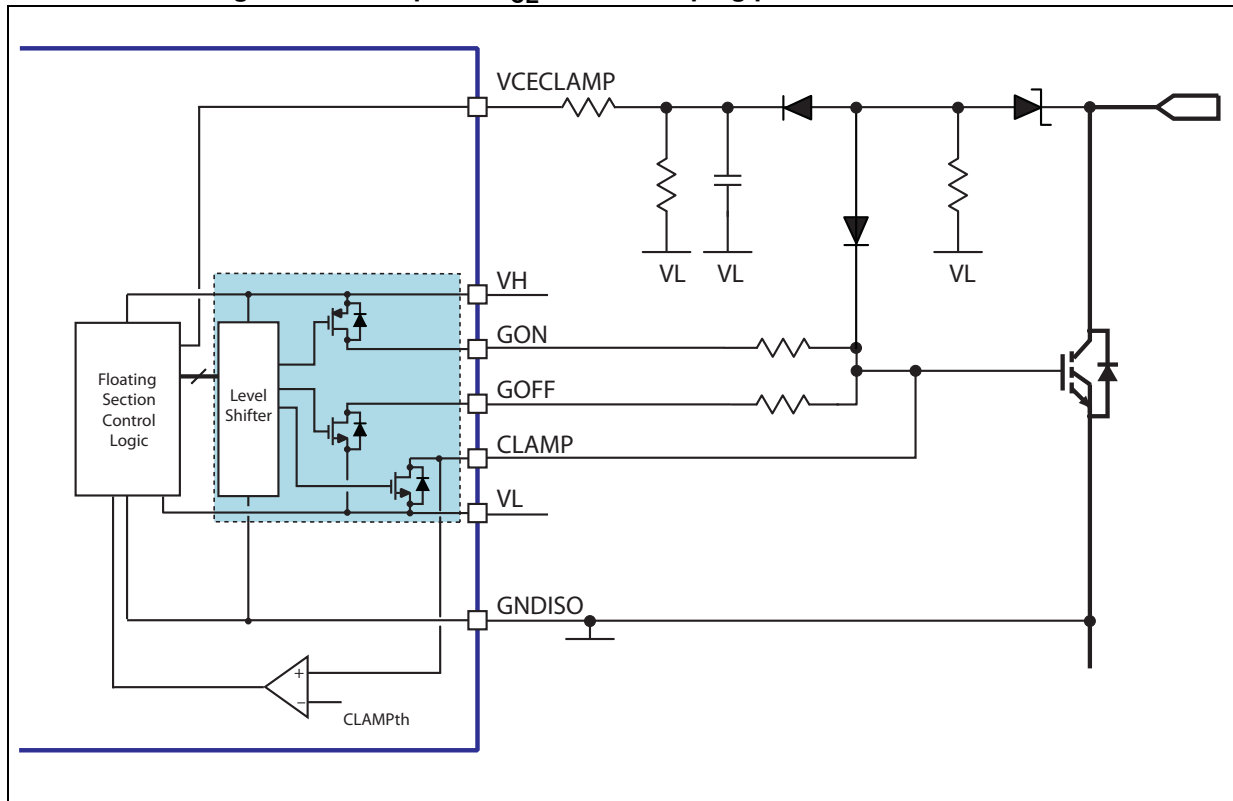 VCECLAMP
VL
VL
VL
VH
GON
GOFF
CLAMP
VL
GNDISO
Floating
Section
Control
Logic
Level
Shifter
+
−
CLAMPth